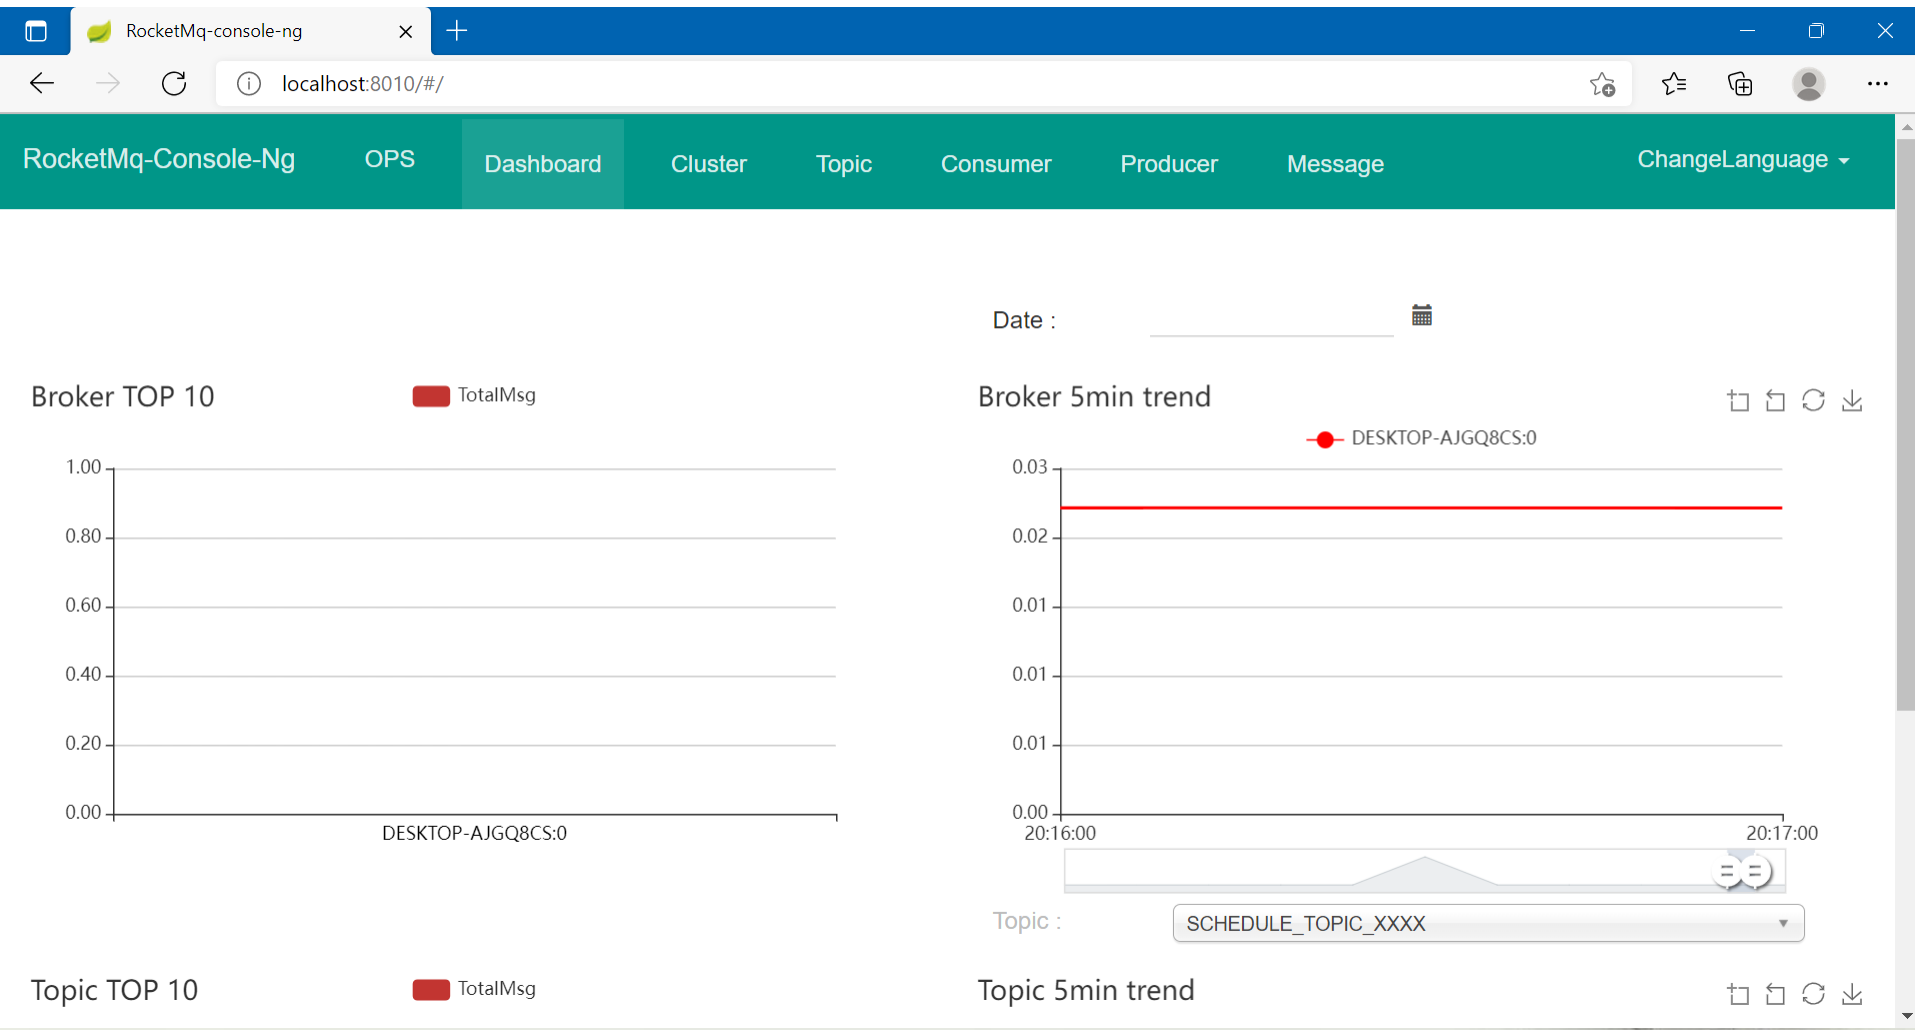 RocketMq-console-ng
localhost:8010/#/
RocketMq-Console-Ng OPS Dashboard Cluster Topic Consumer Producer Message ChangeLanguage
Date :
Broker TOP 10
TotalMsg
1.00
0.80
0.60
0.40
0.20
0.00
DESKTOP-AJGQ8CS:0
Broker 5min trend
DESKTOP-AJGQ8CS:0
0.03
0.02
0.01
0.01
0.01
0.00
20:16:00 20:17:00
Topic : SCHEDULE_TOPIC_XXXX
Topic TOP 10
TotalMsg
Topic 5min trend